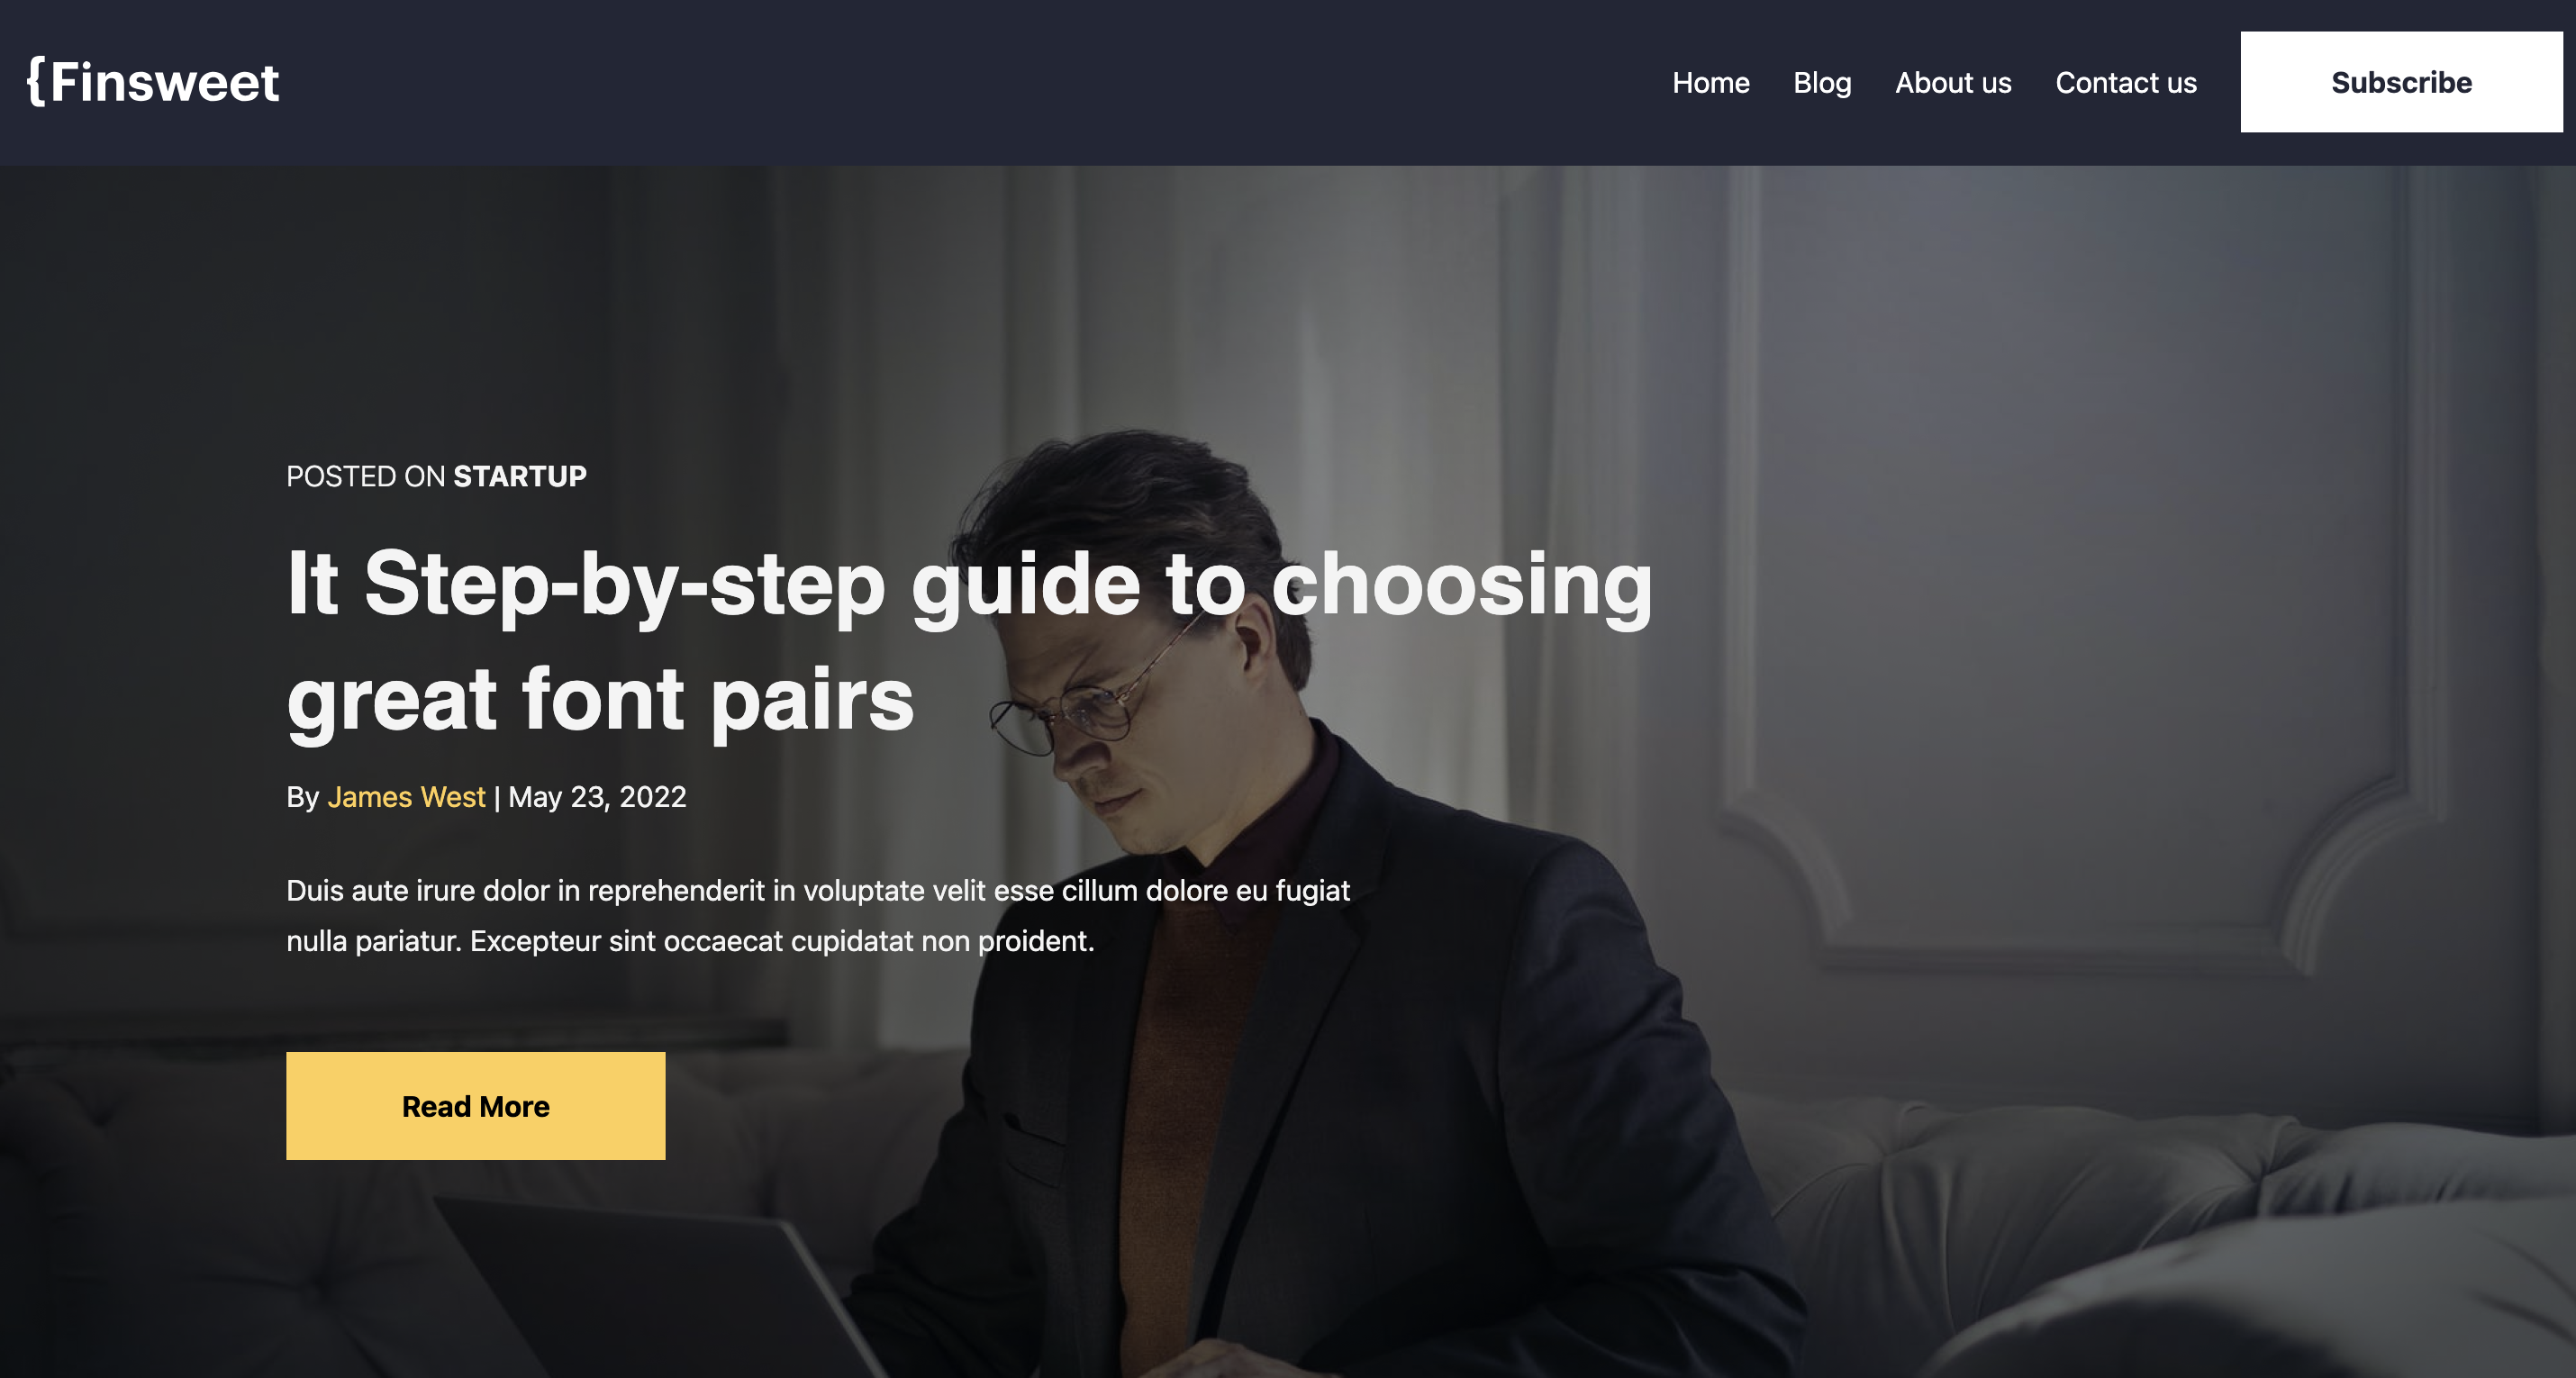 {Finsweet
Home Blog About us Contact us Subscribe
POSTED ON STARTUP
It Step-by-step guide to choosing
great font pairs
By James West | May 23, 2022
Duis aute irure dolor in reprehenderit in voluptate velit esse cillum dolore eu fugiat
nulla pariatur. Excepteur sint occaecat cupidatat non proident.
Read More